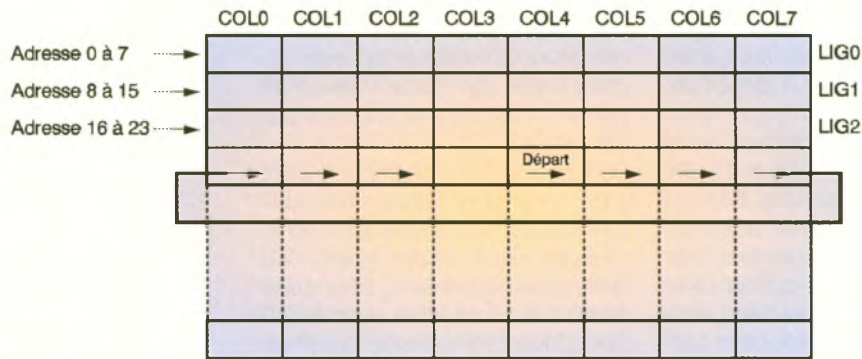 COL0 COL1 COL2 COL3 COL4 COL5 COL6 COL7
Adresse 0 à 7 LIG0
Adresse 8 à 15 LIG1
Adresse 16 à 23 LIG2
Départ